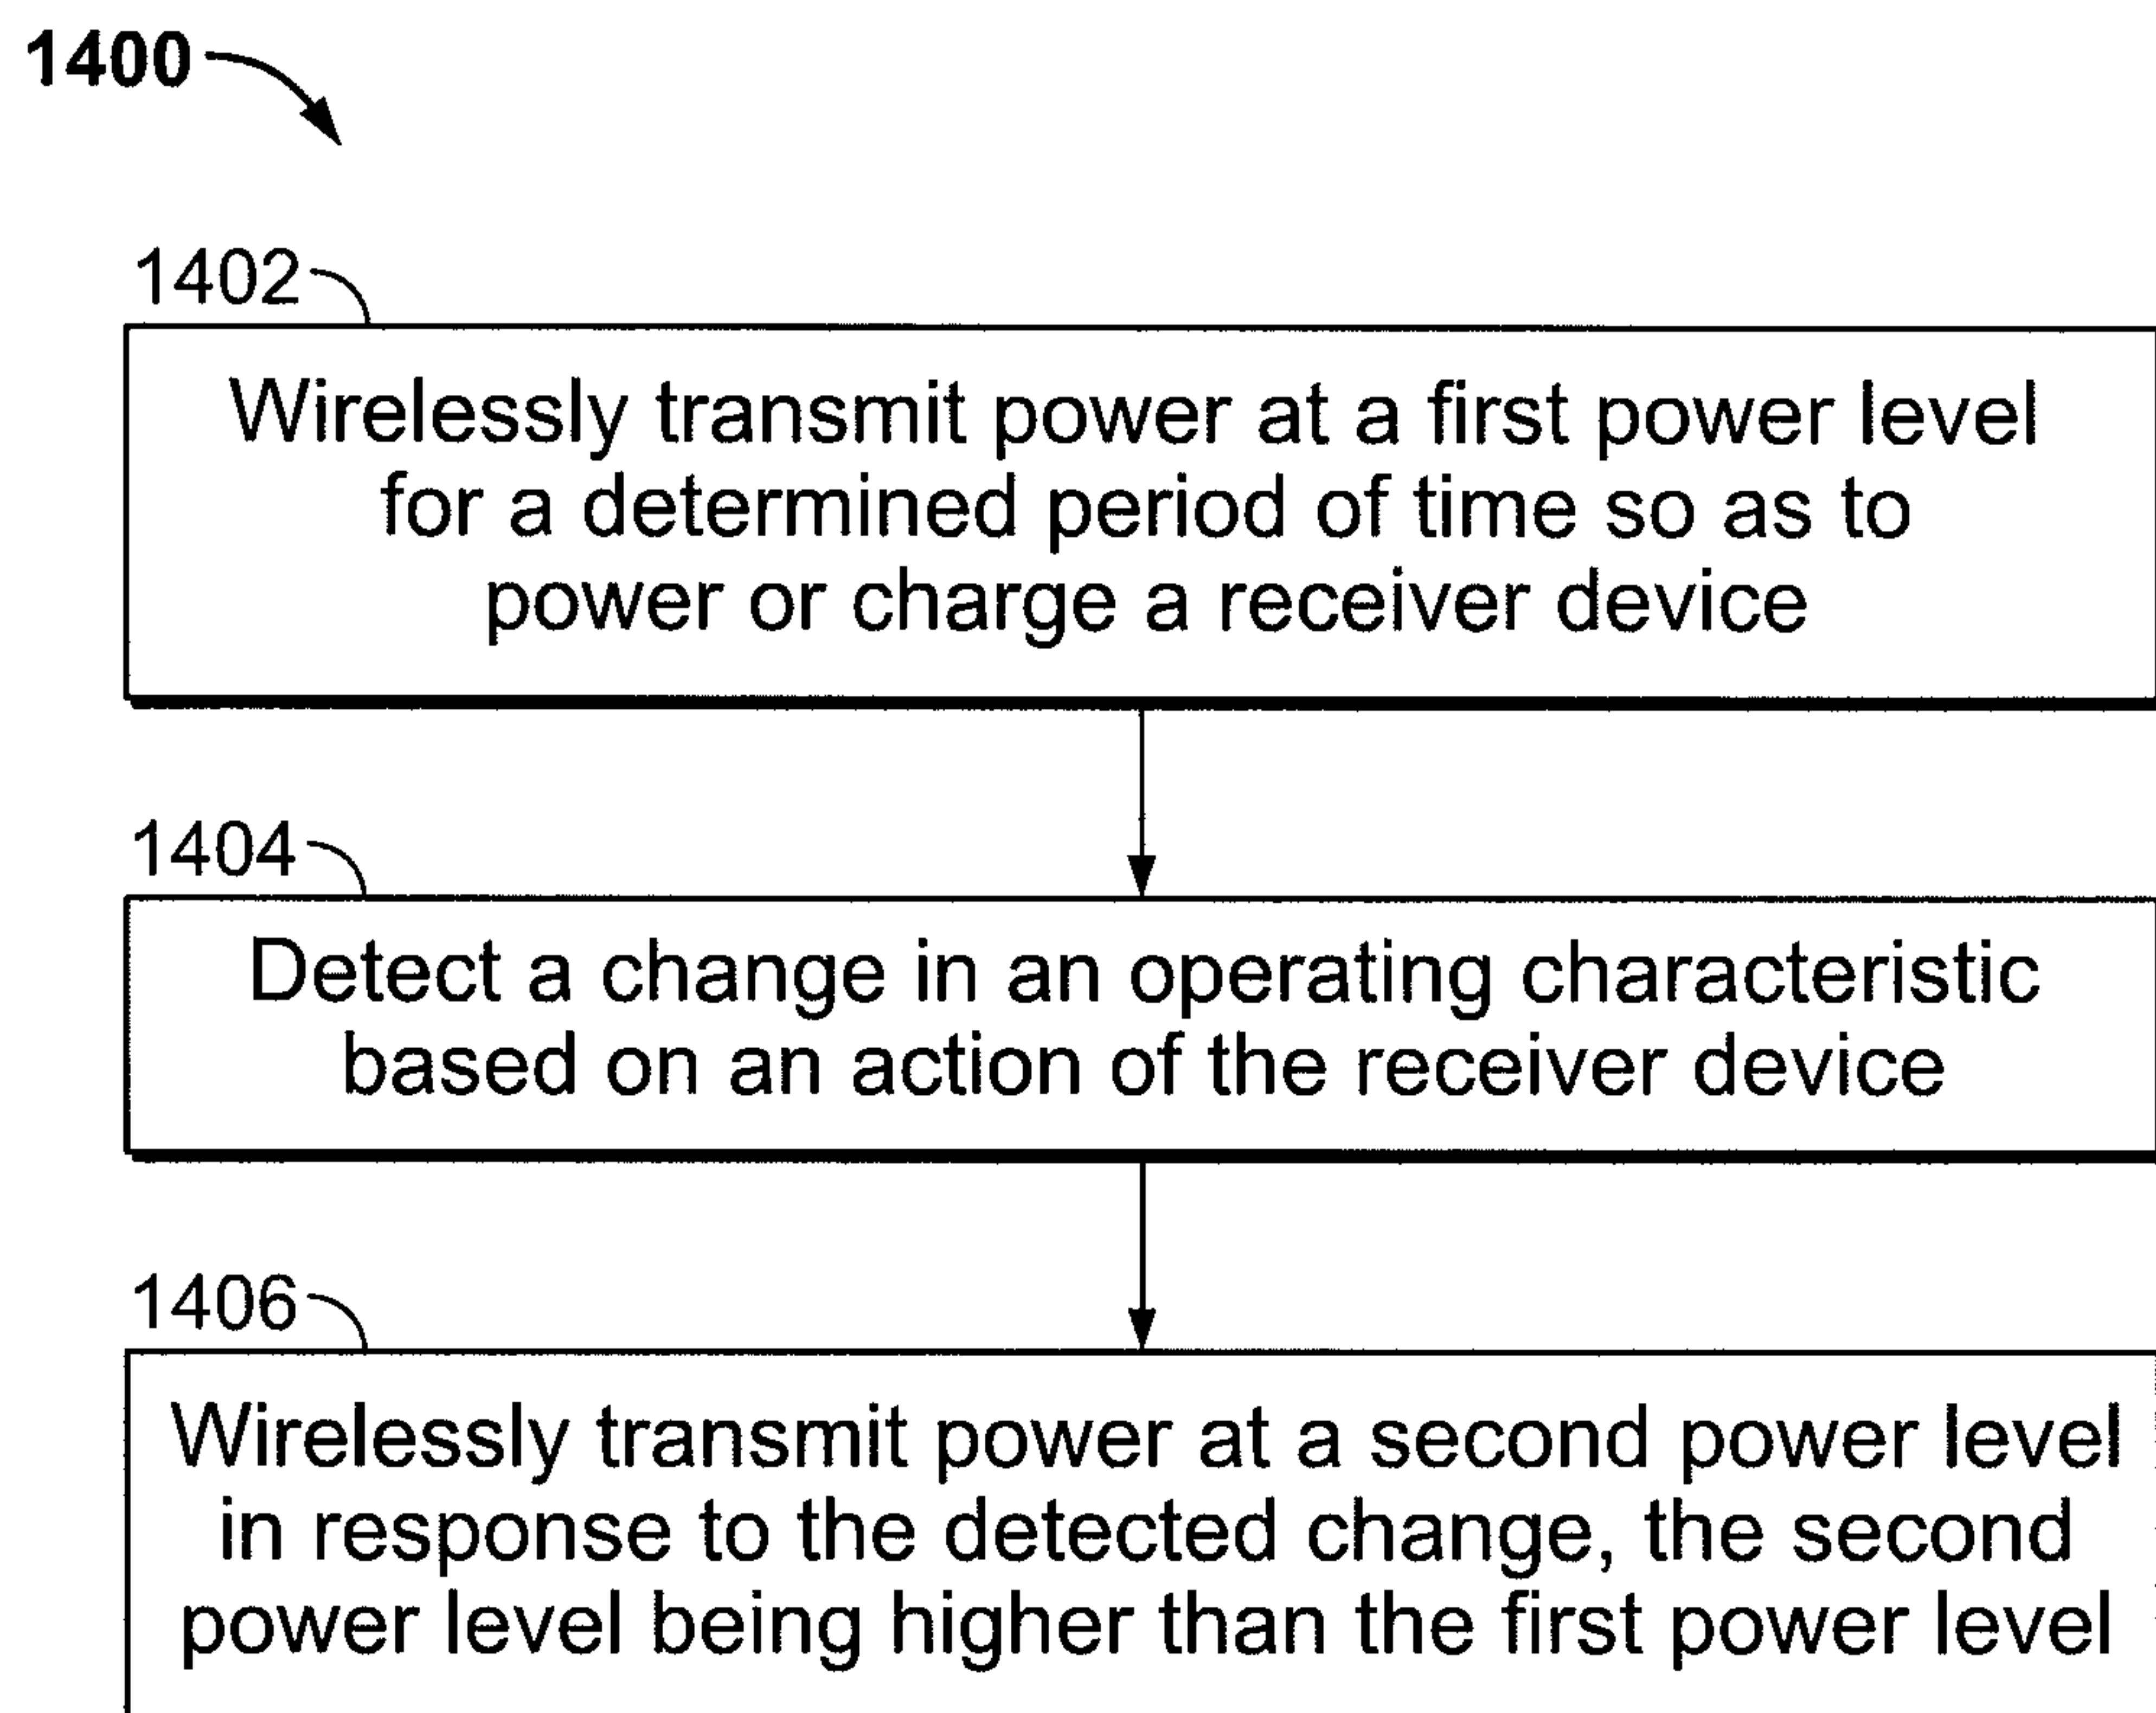 1400
1402
Wirelessly transmit power at a first power level
for a determined period of time so as to
power or charge a receiver device
1404
Detect a change in an operating characteristic
based on an action of the receiver device
1406
Wirelessly transmit power at a second power level
in response to the detected change, the second
power level being higher than the first power level